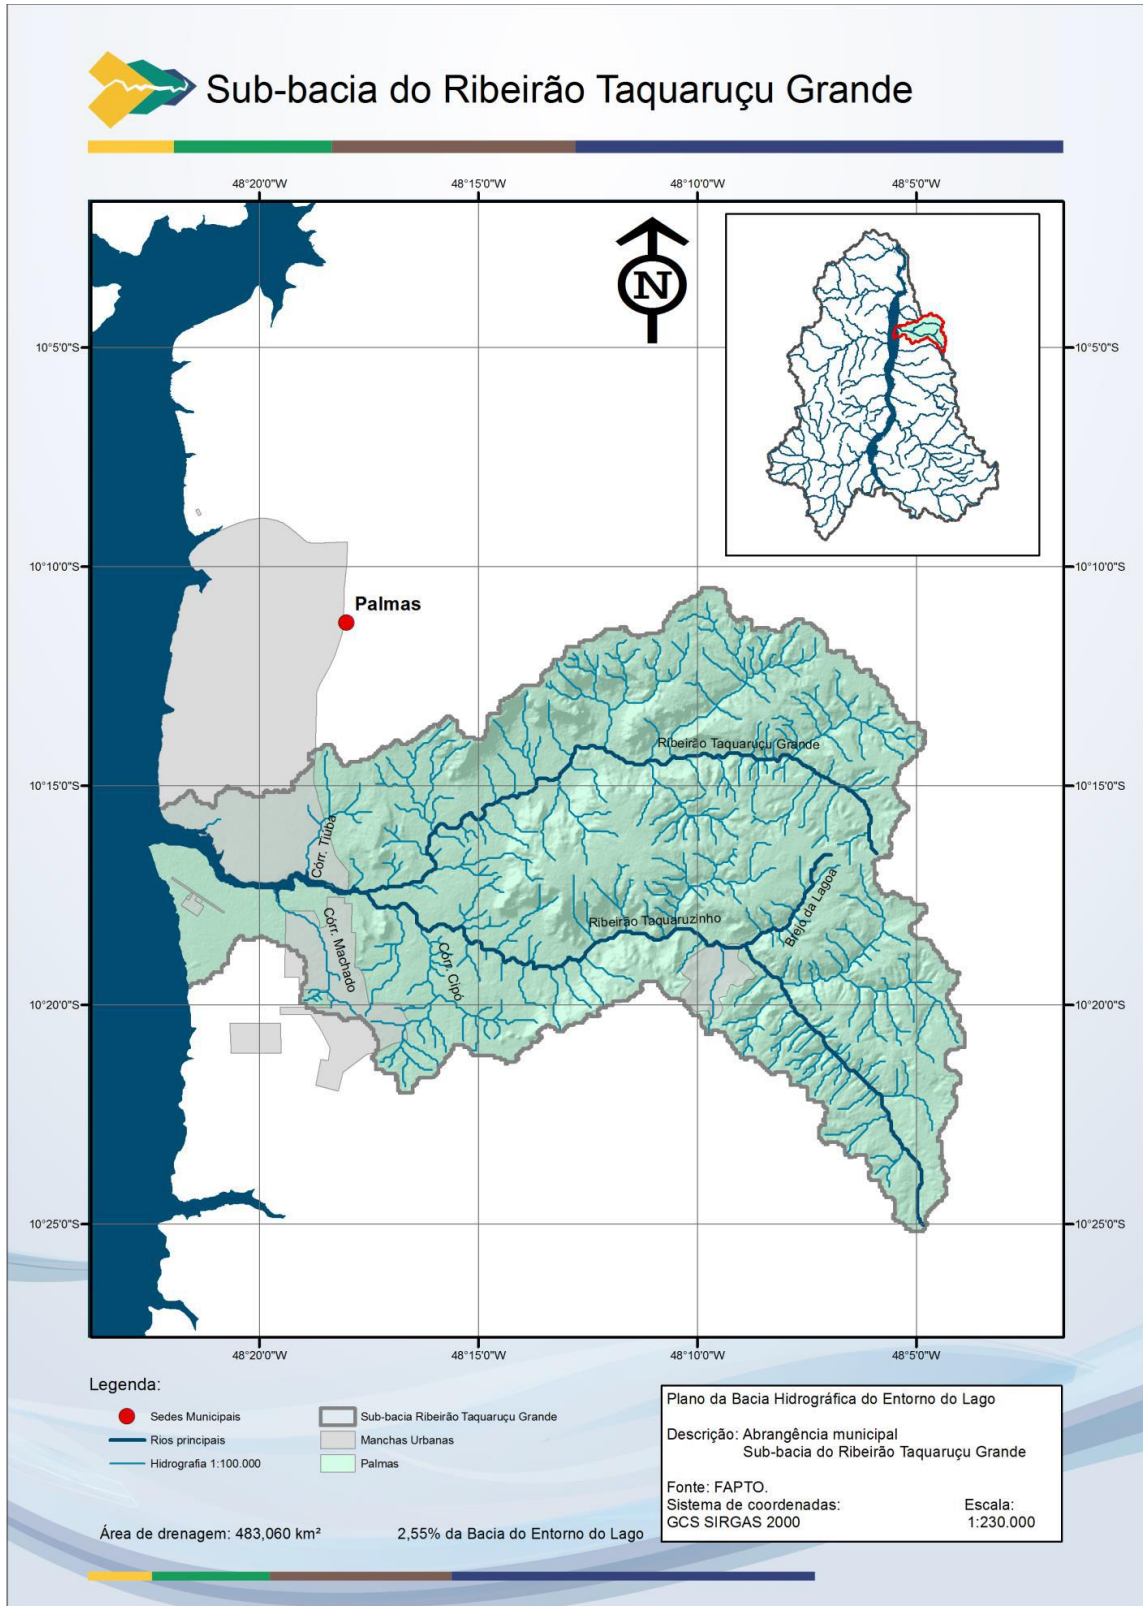 Sub-bacia do Ribeirão Taquaruçu Grande
48°20'0"W 48°15'0"W 48°10'0"W 48°5'0"W
N
10°5'0"S 10°5'0"S
10°10'0"S 10°10'0"S
Palmas
Ribeirão Taquaruçu Grande
10°15'0"S 10°15'0"S
Córr. Tiúba
Brejo da Lagoa
Ribeirão Taquaruzinho
Córr. Machado
Córr. Cipó
10°20'0"S 10°20'0"S
10°25'0"S 10°25'0"S
48°20'0"W 48°15'0"W 48°10'0"W 48°5'0"W
Legenda:
Sedes Municipais
Rios principais
Hidrografia 1:100.000
Sub-bacia Ribeirão Taquaruçu Grande
Manchas Urbanas
Palmas
Área de drenagem: 483,060 km² 2,55% da Bacia do Entorno do Lago
Plano da Bacia Hidrográfica do Entorno do Lago
Descrição: Abrangência municipal
Sub-bacia do Ribeirão Taquaruçu Grande
Fonte: FAPTO.
Sistema de coordenadas: Escala:
GCS SIRGAS 2000 1:230.000